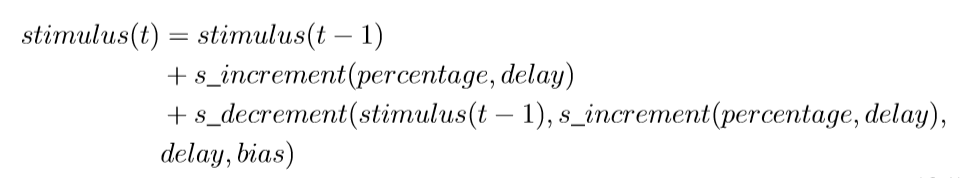 stimulus(t) = stimulus(t − 1)
+ s_increment(percentage, delay)
+ s_decrement(stimulus(t − 1), s_increment(percentage, delay),
delay, bias)